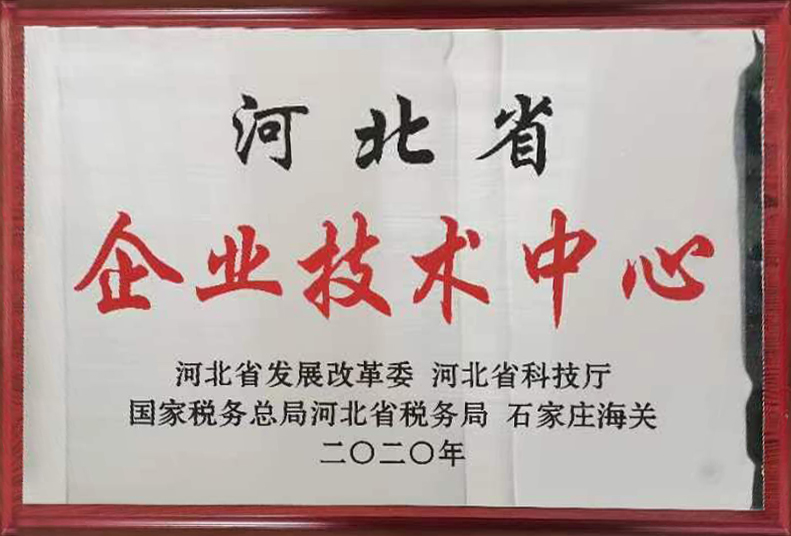 河北省
企业技术中心
河北省发展改革委 河北省科技厅
国家税务总局河北省税务局 石家庄海关
二〇二〇年